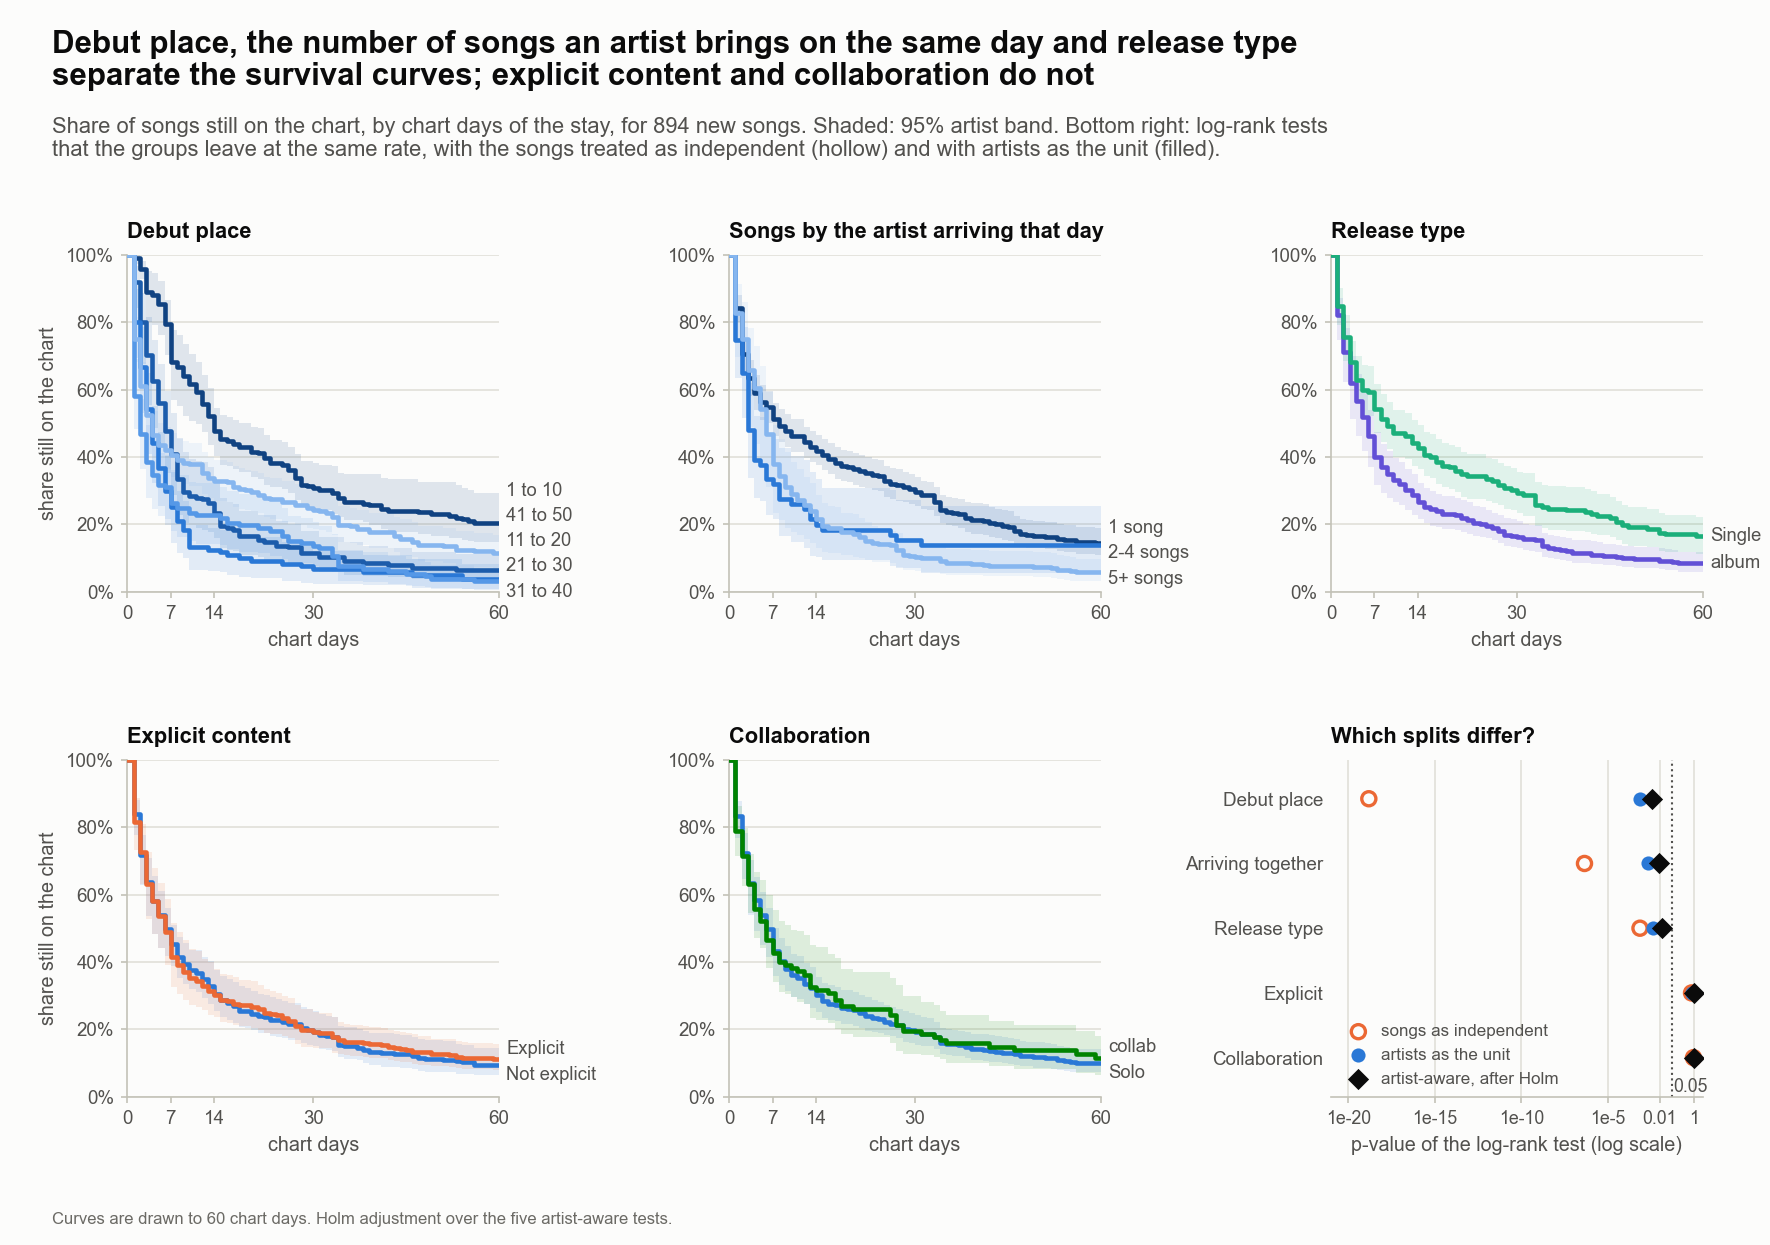 Debut place, the number of songs an artist brings on the same day and release type
separate the survival curves; explicit content and collaboration do not
Share of songs still on the chart, by chart days of the stay, for 894 new songs. Shaded: 95% artist band. Bottom right: log-rank tests
that the groups leave at the same rate, with the songs treated as independent (hollow) and with artists as the unit (filled).
Debut place
share still on the chart
100%
80%
60%
40%
20%
0%
1 to 10
41 to 50
11 to 20
21 to 30
31 to 40
0 7 14 30 60
chart days
Songs by the artist arriving that day
100%
80%
60%
40%
20%
0%
1 song
2-4 songs
5+ songs
0 7 14 30 60
chart days
Release type
100%
80%
60%
40%
20%
0%
Single
album
0 7 14 30 60
chart days
Explicit content
share still on the chart
100%
80%
60%
40%
20%
0%
Explicit
Not explicit
0 7 14 30 60
chart days
Collaboration
100%
80%
60%
40%
20%
0%
collab
Solo
0 7 14 30 60
chart days
Which splits differ?
Debut place
Arriving together
Release type
Explicit
Collaboration
songs as independent
artists as the unit
artist-aware, after Holm
0.05
1e-20 1e-15 1e-10 1e-5 0.01 1
p-value of the log-rank test (log scale)
Curves are drawn to 60 chart days. Holm adjustment over the five artist-aware tests.